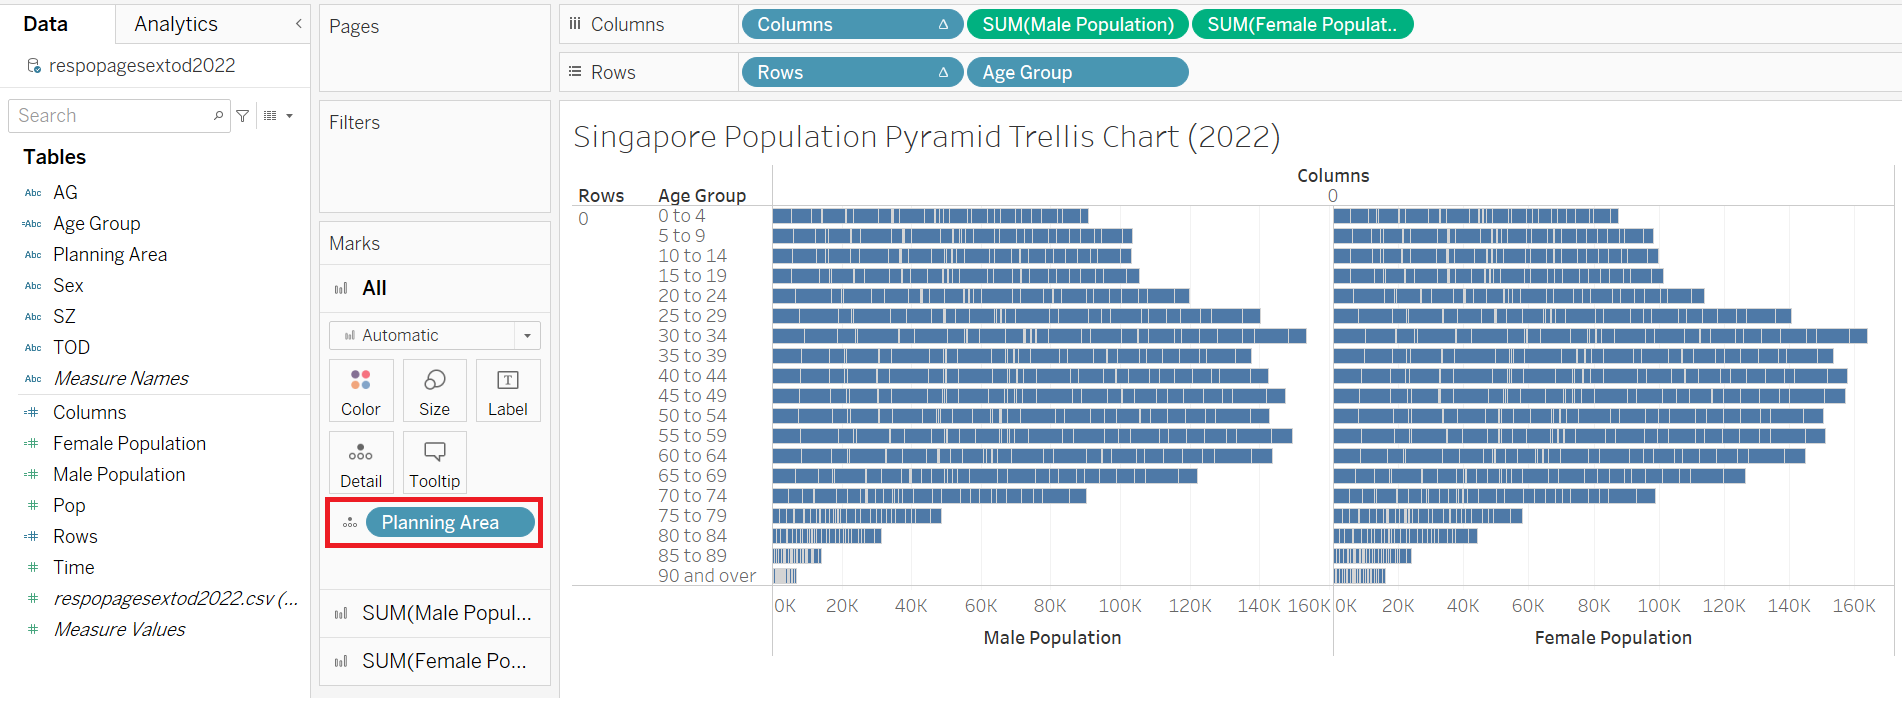 Data
Analytics
respopagesextod2022
Search
Tables
Abc AG
=Abc Age Group
Abc Planning Area
Abc Sex
Abc SZ
Abc TOD
Abc Measure Names
=# Columns
=# Female Population
=# Male Population
# Pop
=# Rows
# Time
# respopagesextod2022.csv (...
# Measure Values
Pages
Filters
Marks
All
Automatic
Color Size Label
Detail Tooltip
Planning Area
SUM(Male Popul...
SUM(Female Po...
Columns Columns SUM(Male Population) SUM(Female Populat..
Rows Rows Age Group
Singapore Population Pyramid Trellis Chart (2022)
Columns
Rows Age Group 0
0 0 to 4
5 to 9
10 to 14
15 to 19
20 to 24
25 to 29
30 to 34
35 to 39
40 to 44
45 to 49
50 to 54
55 to 59
60 to 64
65 to 69
70 to 74
75 to 79
80 to 84
85 to 89
90 and over
0K 20K 40K 60K 80K 100K 120K 140K 160K 0K 20K 40K 60K 80K 100K 120K 140K 160K
Male Population Female Population